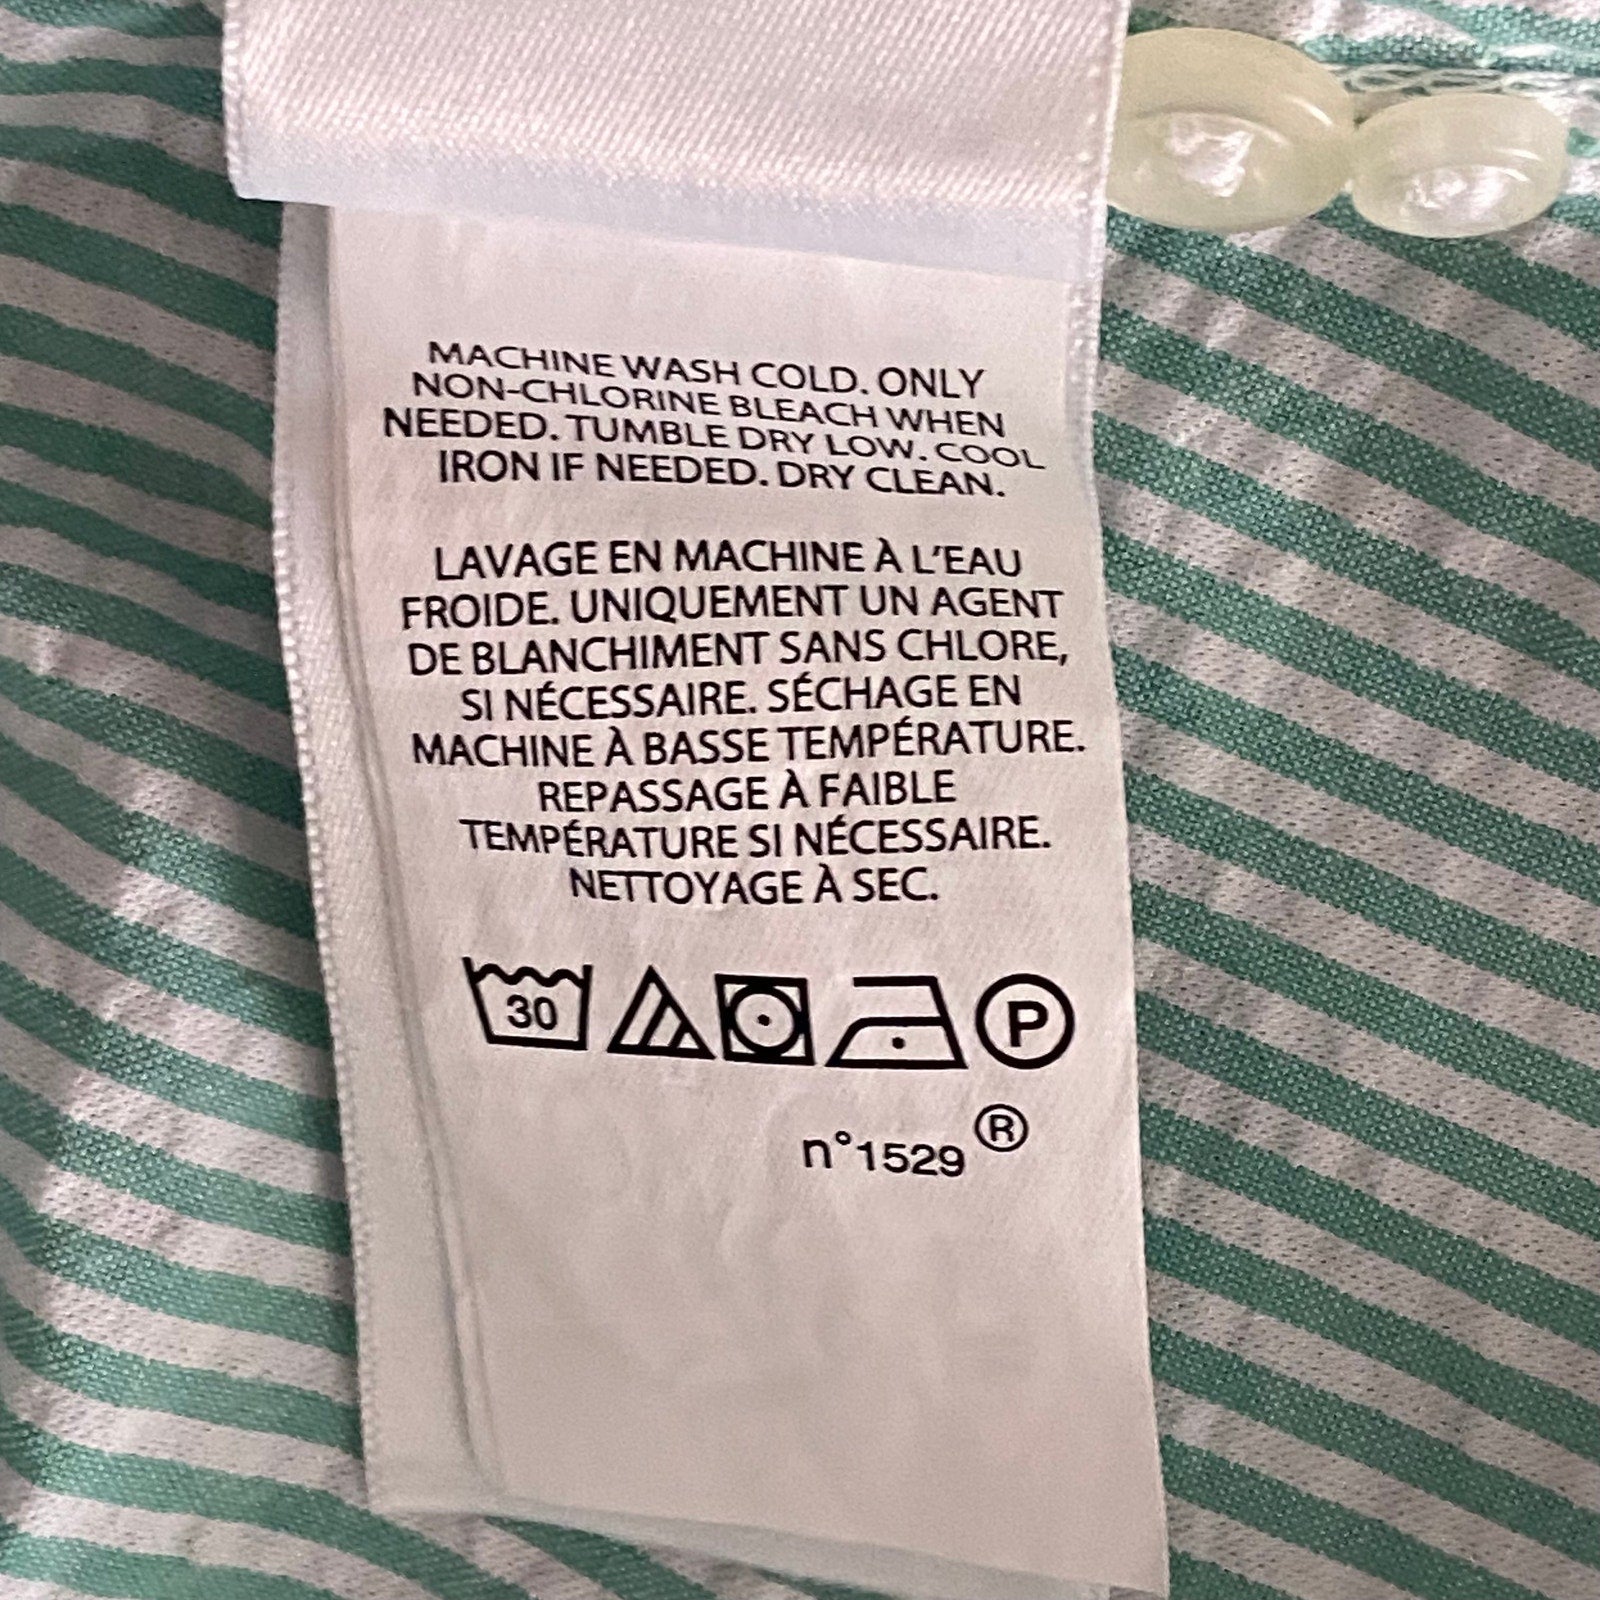 MACHINE WASH COLD. ONLY
NON-CHLORINE BLEACH WHEN
NEEDED. TUMBLE DRY LOW. COOL
IRON IF NEEDED. DRY CLEAN.
LAVAGE EN MACHINE À L'EAU
FROIDE. UNIQUEMENT UN AGENT
DE BLANCHIMENT SANS CHLORE,
SI NÉCESSAIRE. SÉCHAGE EN
MACHINE À BASSE TEMPÉRATURE.
REPASSAGE À FAIBLE
TEMPÉRATURE SI NÉCESSAIRE.
NETTOYAGE À SEC.
30 P
n°1529 ®